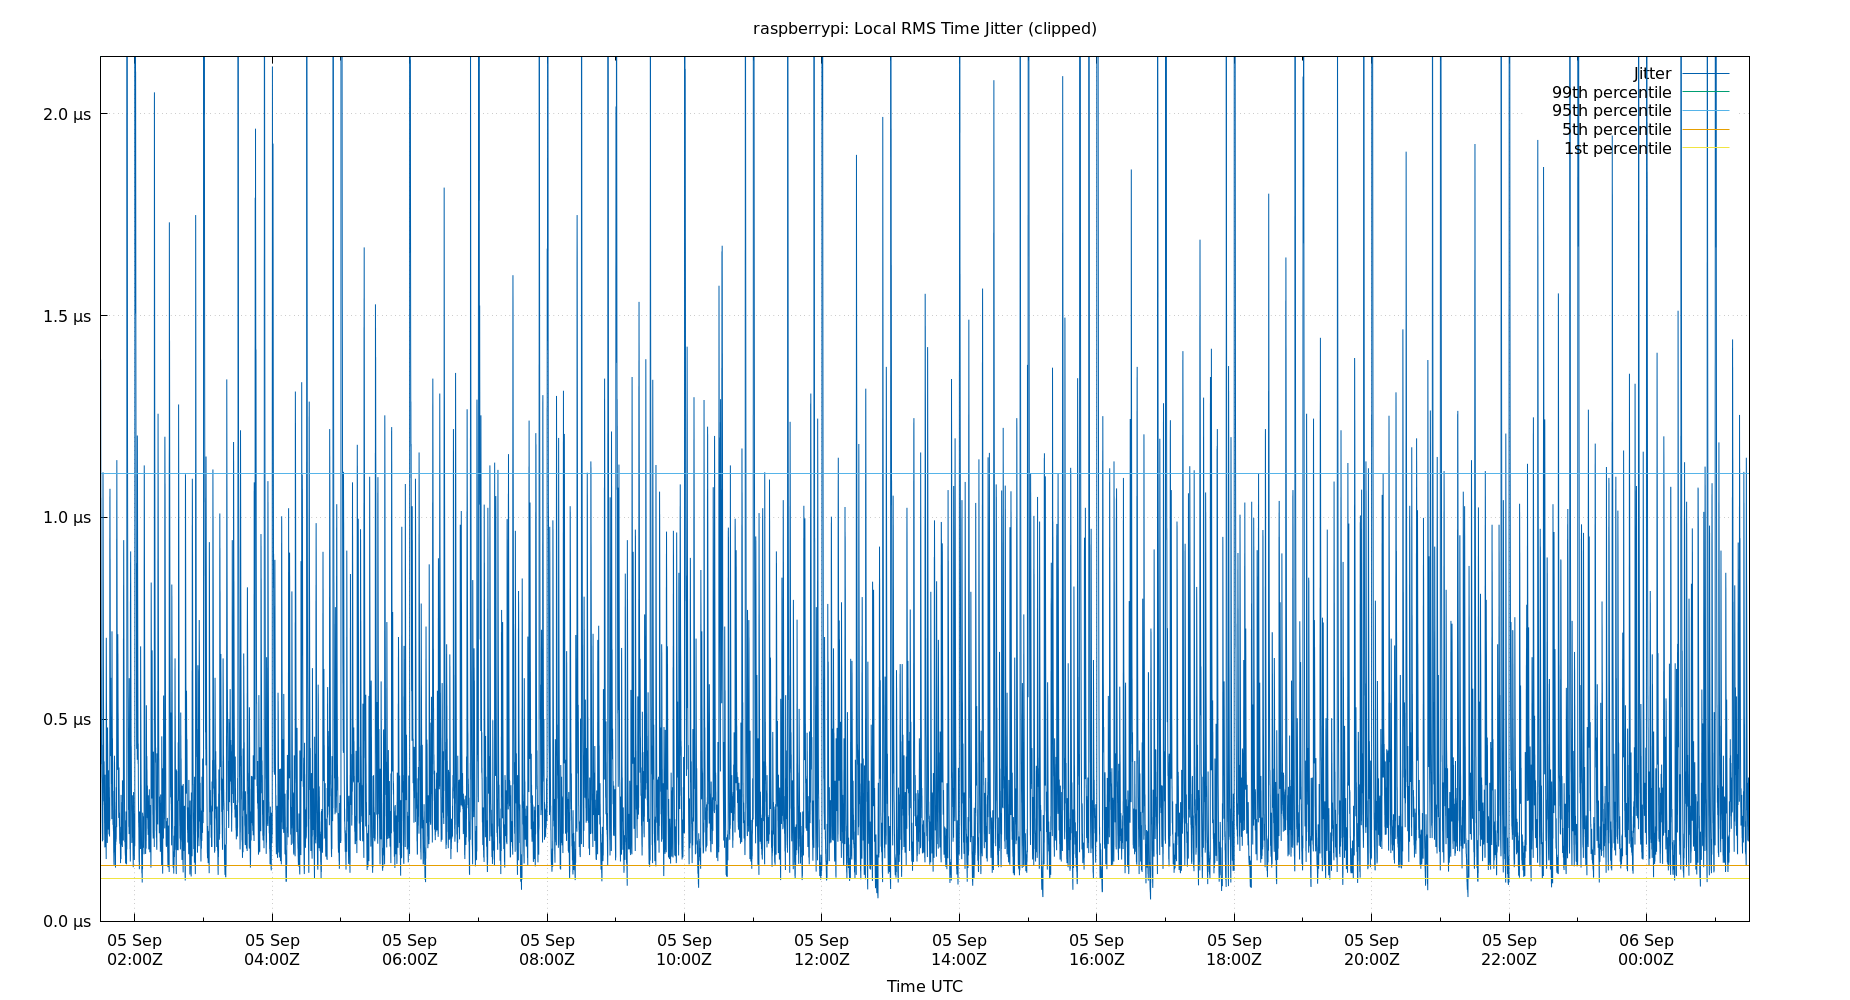 raspberrypi: Local RMS Time Jitter (clipped)
Jitter
99th percentile
95th percentile
5th percentile
1st percentile
2.0 µs
1.5 µs
1.0 µs
0.5 µs
0.0 µs
05 Sep 05 Sep 05 Sep 05 Sep 05 Sep 05 Sep 05 Sep 05 Sep 05 Sep 05 Sep 05 Sep 06 Sep
02:00Z 04:00Z 06:00Z 08:00Z 10:00Z 12:00Z 14:00Z 16:00Z 18:00Z 20:00Z 22:00Z 00:00Z
Time UTC